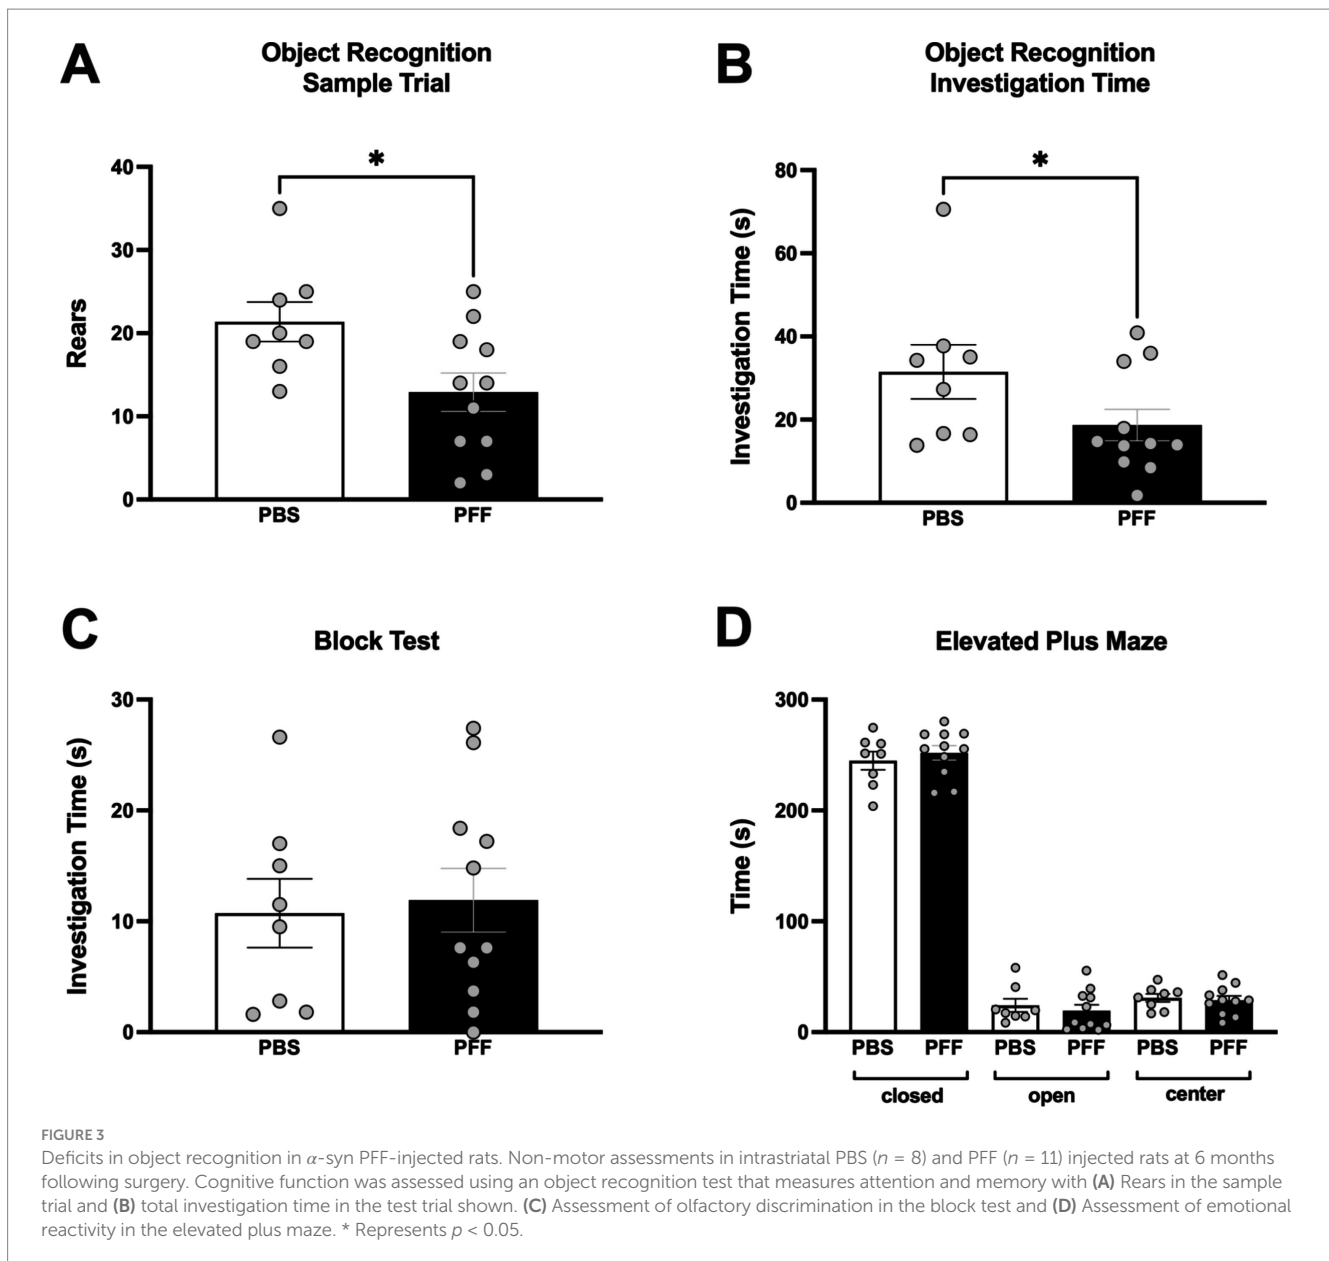 A
Object Recognition
Sample Trial
*
40
30
20
10
0
Rears
PBS
PFF
B
Object Recognition
Investigation Time
*
80
60
40
20
0
Investigation Time (s)
PBS
PFF
C
Block Test
30
20
10
0
Investigation Time (s)
PBS
PFF
D
Elevated Plus Maze
300
200
100
0
Time (s)
PBS PFF PBS PFF PBS PFF
closed open center
FIGURE 3
Deficits in object recognition in α-syn PFF-injected rats. Non-motor assessments in intrastriatal PBS (n = 8) and PFF (n = 11) injected rats at 6 months
following surgery. Cognitive function was assessed using an object recognition test that measures attention and memory with (A) Rears in the sample
trial and (B) total investigation time in the test trial shown. (C) Assessment of olfactory discrimination in the block test and (D) Assessment of emotional
reactivity in the elevated plus maze. * Represents p < 0.05.